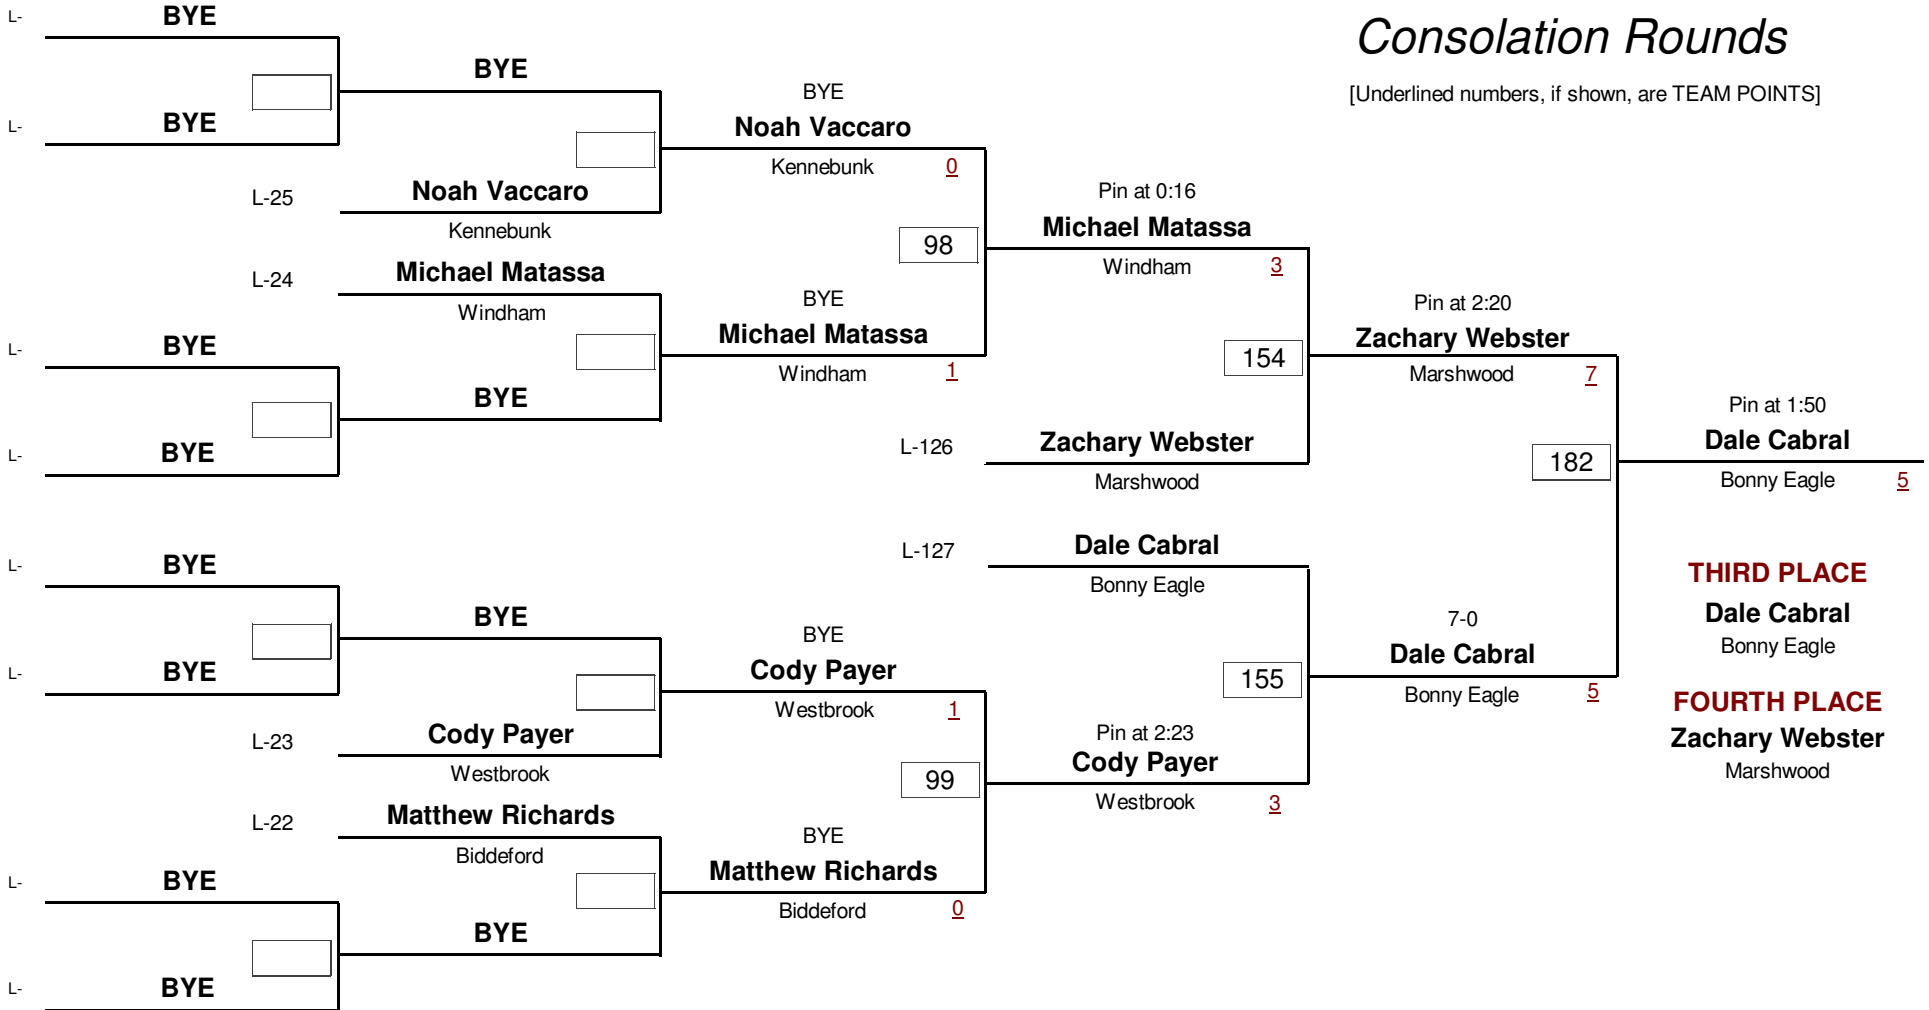 Consolation Rounds
[Underlined numbers, if shown, are TEAM POINTS]
L-
BYE
L-
BYE
BYE
L-25
Noah Vaccaro
Kennebunk
L-24
Michael Matassa
Windham
L-
BYE
BYE
L-
BYE
L-
BYE
L-
BYE
BYE
L-23
Cody Payer
Westbrook
L-22
Matthew Richards
Biddeford
L-
BYE
BYE
L-
BYE
BYE
Noah Vaccaro
Kennebunk 0
98
BYE
Michael Matassa
Windham 1
BYE
Cody Payer
Westbrook 1
99
BYE
Matthew Richards
Biddeford 0
Pin at 0:16
Michael Matassa
Windham 3
154
L-126
Zachary Webster
Marshwood
L-127
Dale Cabral
Bonny Eagle
155
Pin at 2:23
Cody Payer
Westbrook 3
Pin at 2:20
Zachary Webster
Marshwood 7
182
7-0
Dale Cabral
Bonny Eagle 5
Pin at 1:50
Dale Cabral
Bonny Eagle 5
THIRD PLACE
Dale Cabral
Bonny Eagle
FOURTH PLACE
Zachary Webster
Marshwood